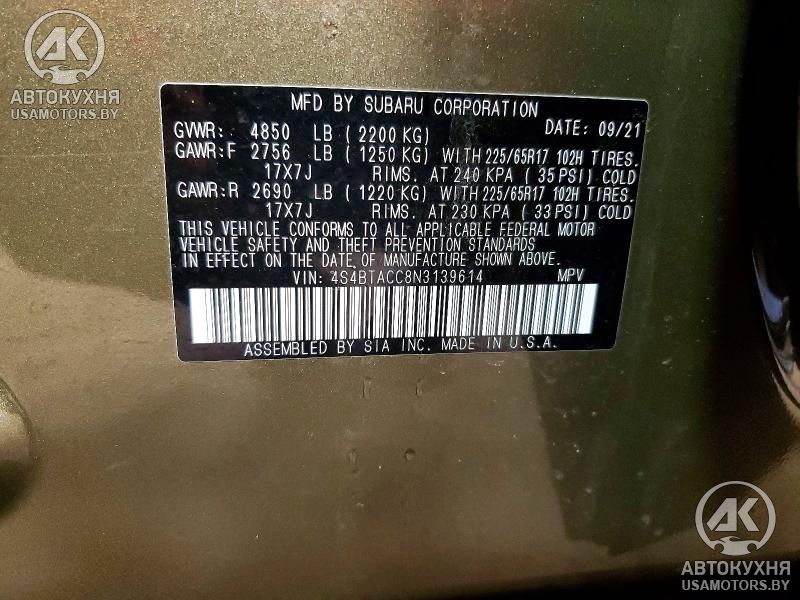 AK
АВТОКУХНЯ
USAMOTORS.BY
MFD BY SUBARU CORPORATION
GVWR: 4850 LB ( 2200 KG) DATE: 09/21
GAWR:F 2756 LB ( 1250 KG) WITH 225/65R17 102H TIRES.
17X7J RIMS. AT 240 KPA ( 35 PSI) COLD
GAWR:R 2690 LB ( 1220 KG) WITH 225/65R17 102H TIRES.
17X7J RIMS. AT 230 KPA ( 33 PSI) COLD
THIS VEHICLE CONFORMS TO ALL APPLICABLE FEDERAL MOTOR
VEHICLE SAFETY AND THEFT PREVENTION STANDARDS
IN EFFECT ON THE DATE OF MANUFACTURE SHOWN ABOVE.
VIN: 4S4BTACC8N3139614 MPV
ASSEMBLED BY SIA INC. MADE IN U.S.A.
AK
АВТОКУХНЯ
USAMOTORS.BY